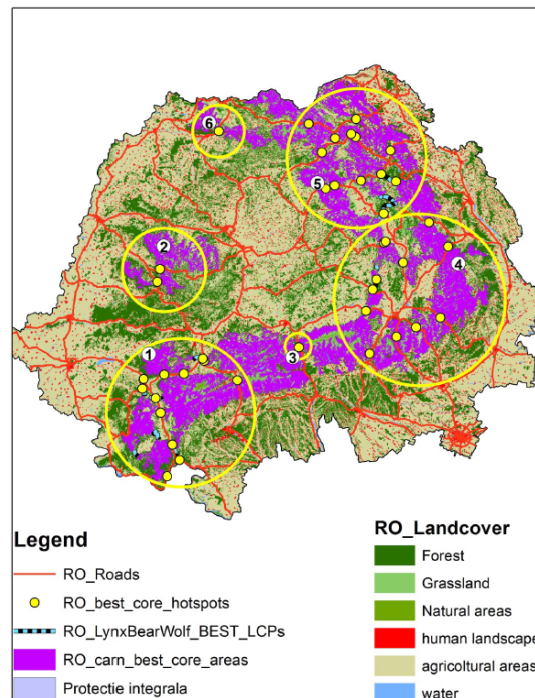 6
5
2
4
3
1
Legend
RO_Roads
RO_best_core_hotspots
RO_LynxBearWolf_BEST_LCPs
RO_carn_best_core_areas
Protectie integrala
RO_Landcover
Forest
Grassland
Natural areas
human landscape
agricoltural areas
water